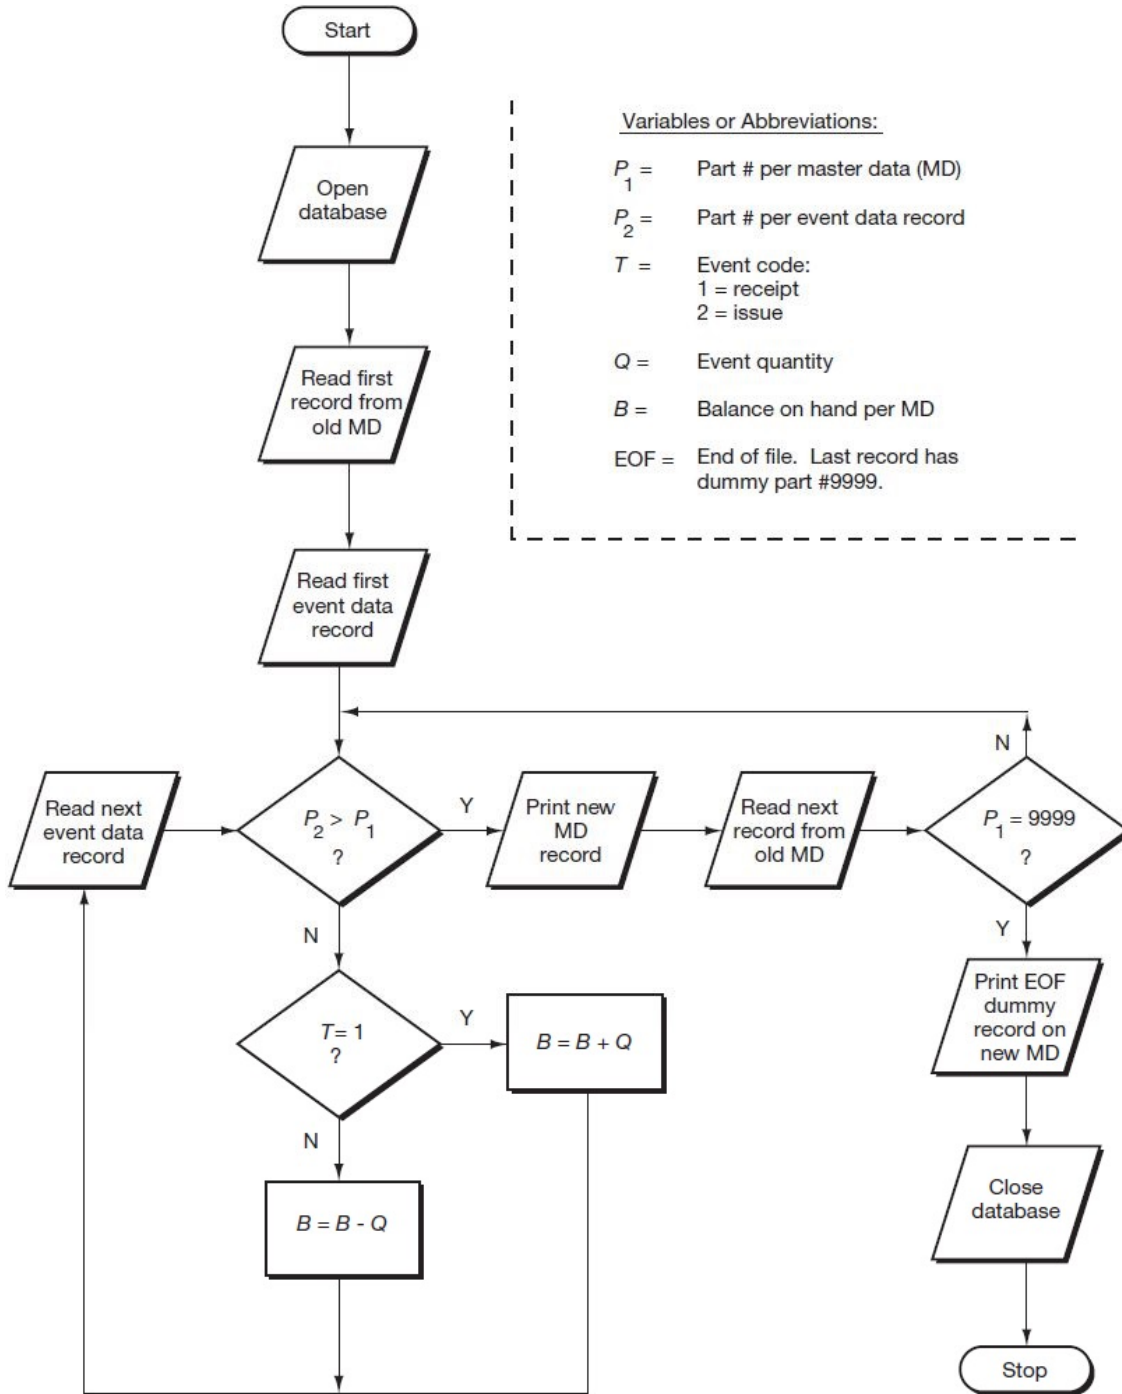 Start
Variables or Abbreviations:
P1 = Part # per master data (MD)
P2 = Part # per event data record
T = Event code:
1 = receipt
2 = issue
Q = Event quantity
B = Balance on hand per MD
EOF = End of file. Last record has
dummy part #9999.
Open
database
Read first
record from
old MD
Read first
event data
record
Read next
event data
record
P2 > P1
?
Y
N
Print new
MD
record
Read next
record from
old MD
P1 = 9999
?
N
Y
T = 1
?
Y
N
B = B + Q
B = B - Q
Print EOF
dummy
record on
new MD
Close
database
Stop